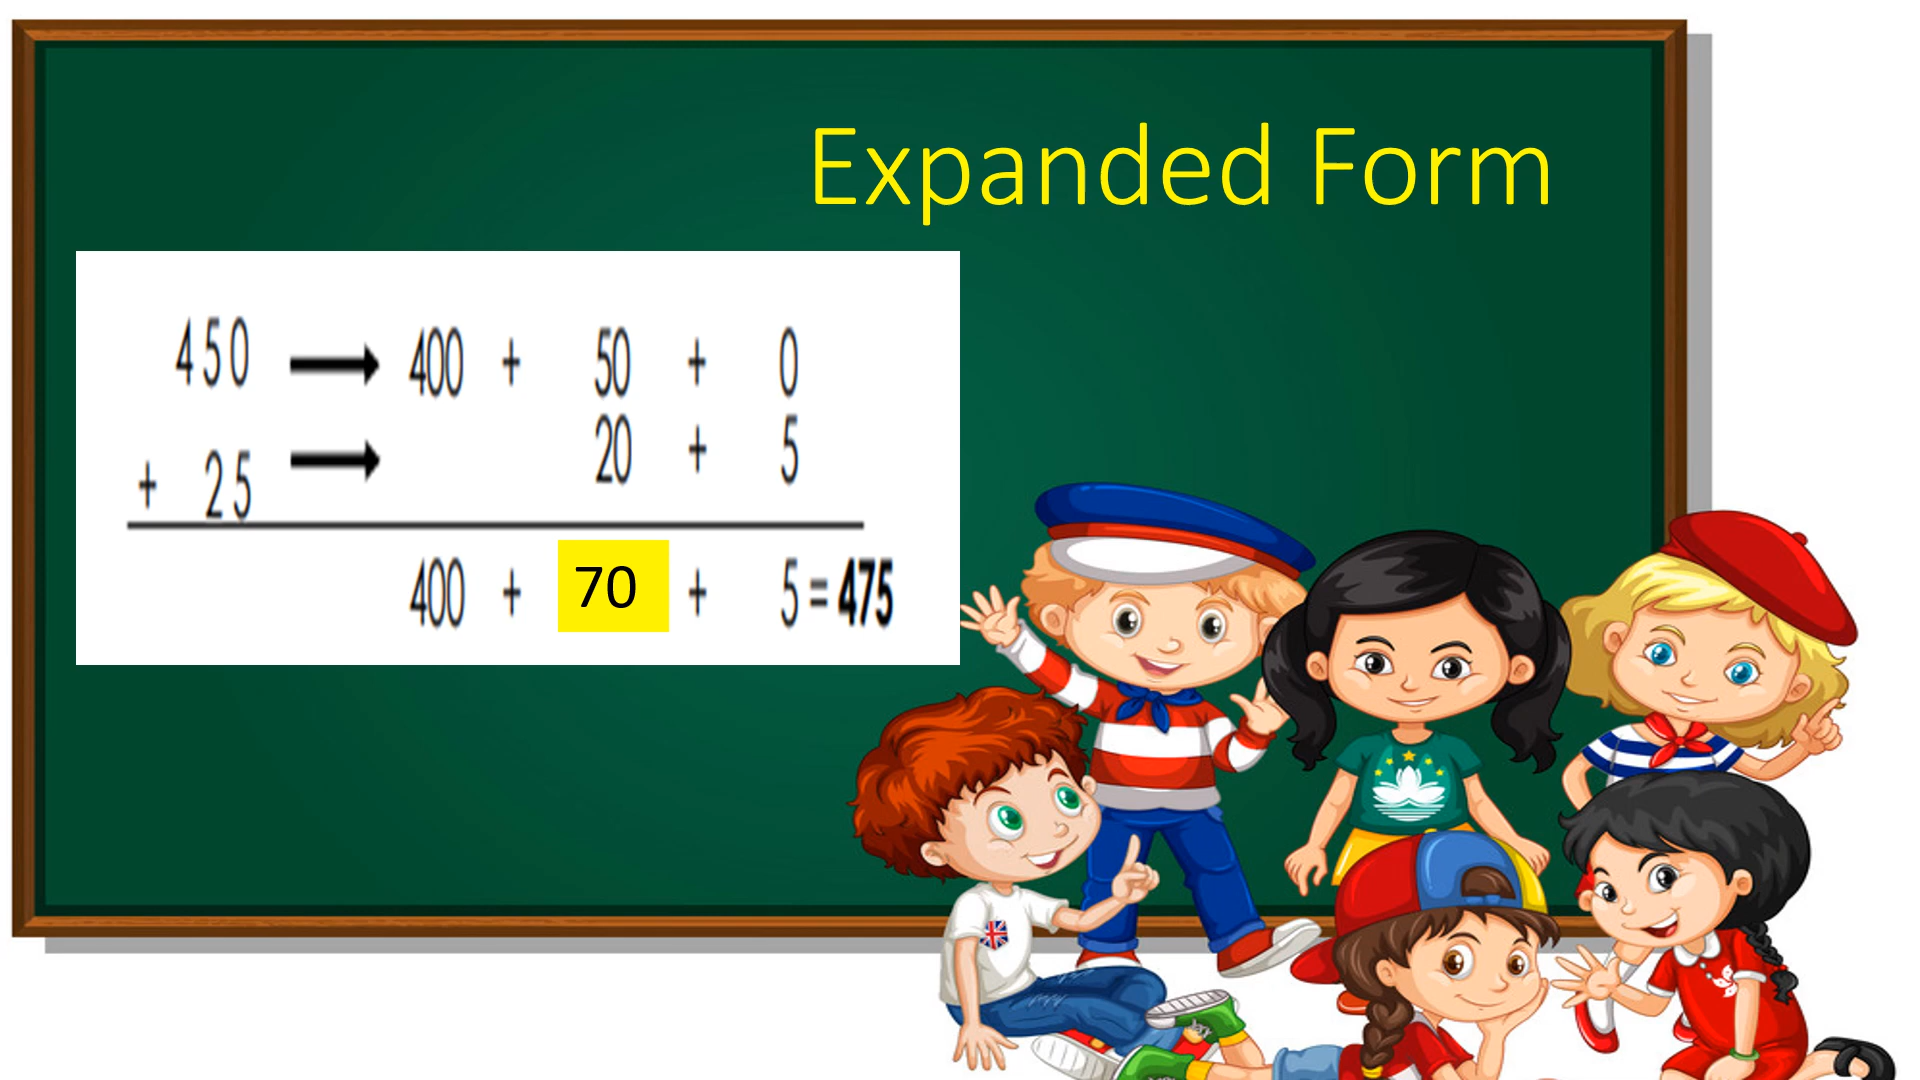 Expanded Form
450 → 400 + 50 + 0
+ 25 → 20 + 5
400 + 70 + 5 = 475